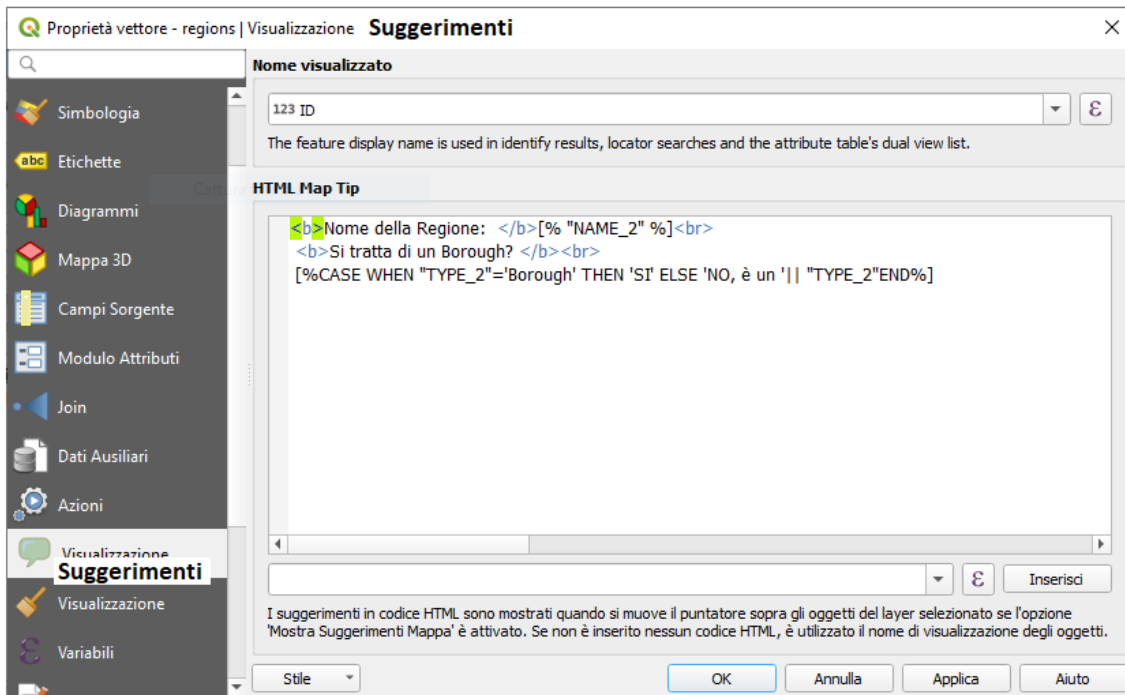 Proprietà vettore - regions | Visualizzazione Suggerimenti
Simbologia
Etichette
Diagrammi
Mappa 3D
Campi Sorgente
Modulo Attributi
Join
Dati Ausiliari
Azioni
Visualizzazione
Suggerimenti
Visualizzazione
Variabili
Nome visualizzato
123 ID
The feature display name is used in identify results, locator searches and the attribute table's dual view list.
HTML Map Tip
<b>Nome della Regione:  </b>[% "NAME_2" %]<br>
<b>Si tratta di un Borough? </b><br>
[%CASE WHEN "TYPE_2"='Borough' THEN 'SI' ELSE 'NO, è un '|| "TYPE_2"END%]
ε Inserisci
I suggerimenti in codice HTML sono mostrati quando si muove il puntatore sopra gli oggetti del layer selezionato se l'opzione
'Mostra Suggerimenti Mappa' è attivato. Se non è inserito nessun codice HTML, è utilizzato il nome di visualizzazione degli oggetti.
Stile OK Annulla Applica Aiuto